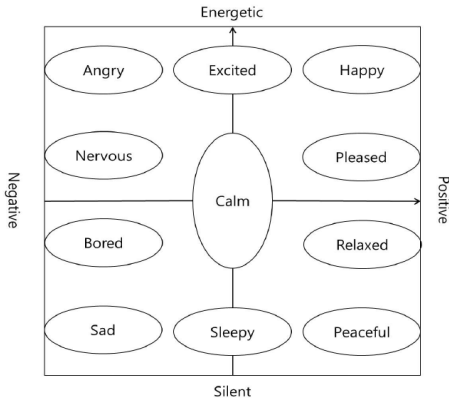 Energetic
Angry
Excited
Happy
Nervous
Pleased
Negative
Calm
Positive
Bored
Relaxed
Sad
Sleepy
Peaceful
Silent